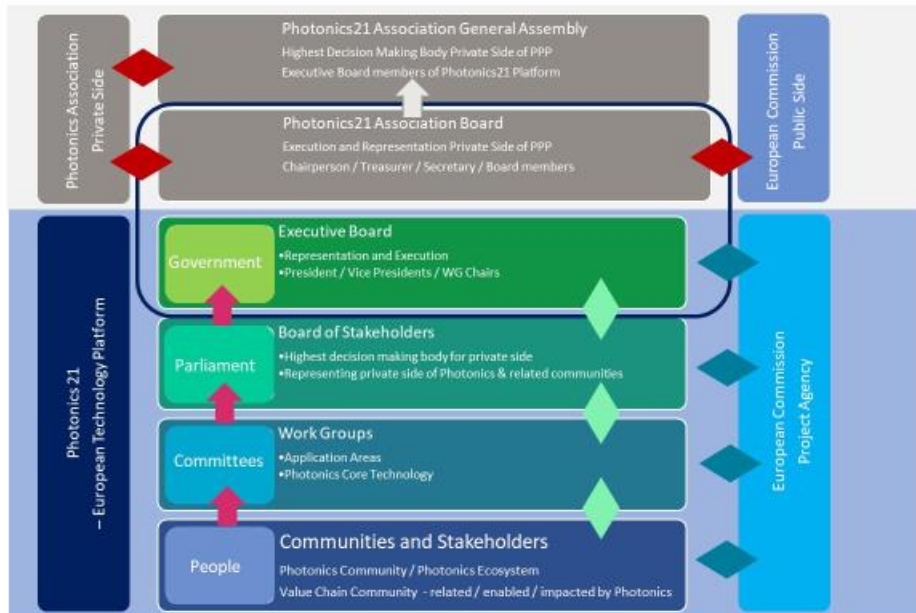 Photonics Association
Private Side
Photonics21 Association General Assembly
Highest Decision Making Body Private Side of PPP
Executive Board members of Photonics21 Platform
Photonics21 Association Board
Execution and Representation Private Side of PPP
Chairperson / Treasurer / Secretary / Board members
European Commission
Public Side
Photonics 21
– European Technology Platform
Government
Executive Board
•Representation and Execution
•President / Vice Presidents / WG Chairs
Parliament
Board of Stakeholders
•Highest decision making body for private side
•Representing private side of Photonics & related communities
Committees
Work Groups
•Application Areas
•Photonics Core Technology
People
Communities and Stakeholders
Photonics Community / Photonics Ecosystem
Value Chain Community - related / enabled / impacted by Photonics
European Commission
Project Agency